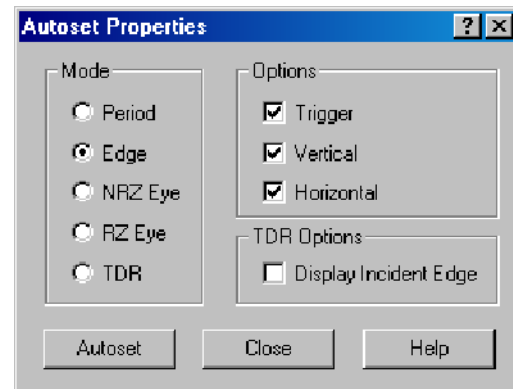 Autoset Properties
Mode
Period
Edge
NRZ Eye
RZ Eye
TDR
Options
Trigger
Vertical
Horizontal
TDR Options
Display Incident Edge
Autoset
Close
Help